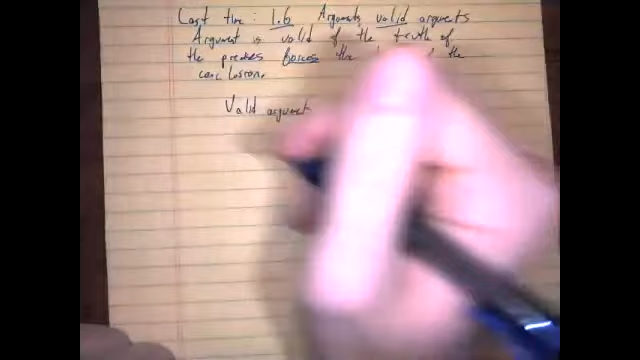 Last time: 1.6 Arguments, valid arguments
Argument is valid if the truth of
the premises forces the the
conclusion.
Valid argument